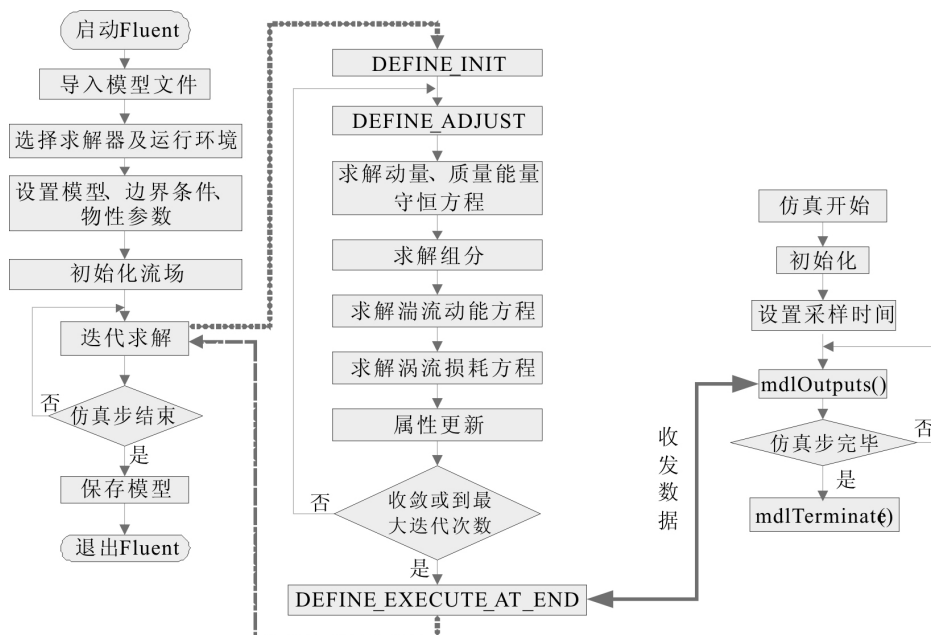 启动Fluent
导入模型文件
选择求解器及运行环境
设置模型、边界条件、
物性参数
初始化流场
迭代求解
否
仿真步结束
是
保存模型
退出Fluent
DEFINE_INIT
DEFINE_ADJUST
求解动量、质量能量
守恒方程
求解组分
求解湍流动能方程
求解涡流损耗方程
属性更新
否
收敛或到最
大迭代次数
是
DEFINE_EXECUTE_AT_END
收发数据
仿真开始
初始化
设置采样时间
mdlOutputs()
否
仿真步完毕
是
mdlTerminate()